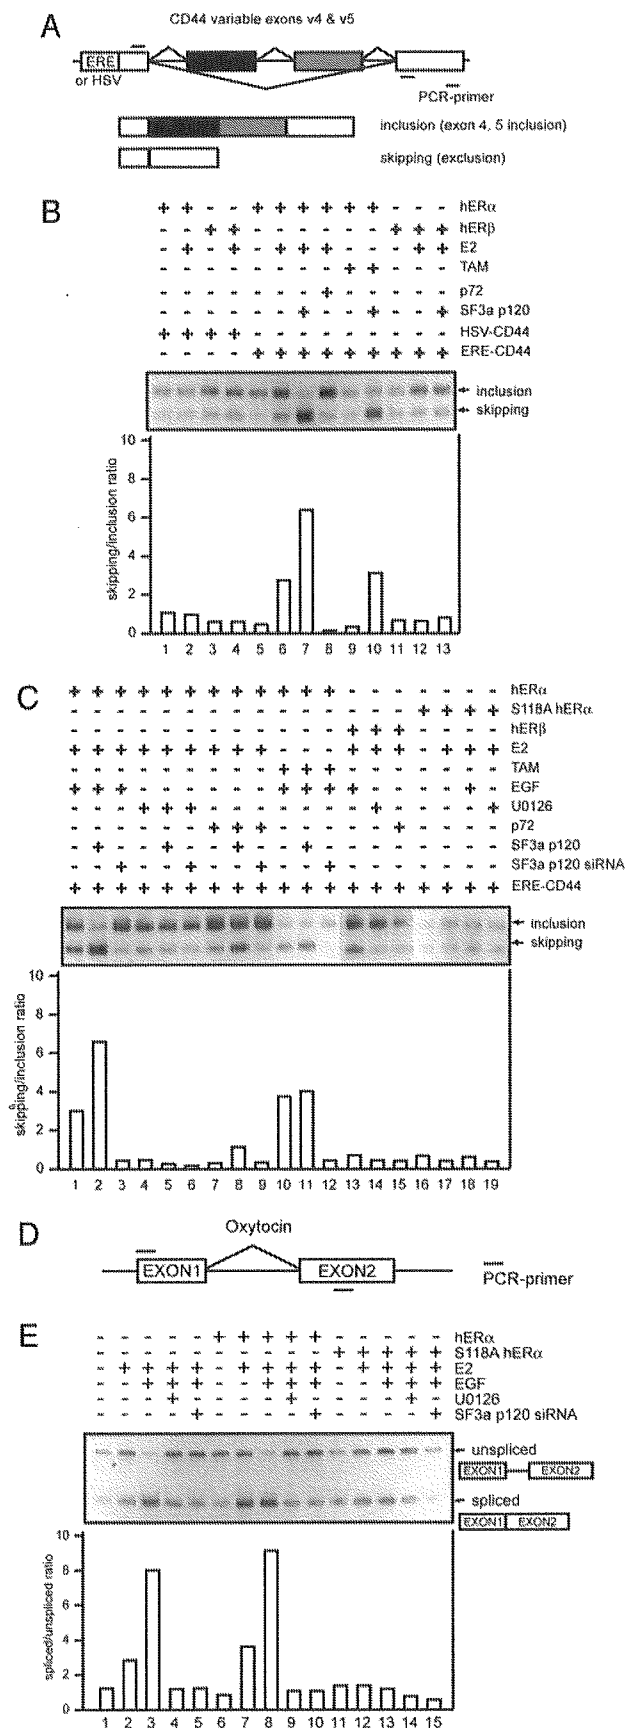 A
CD44 variable exons v4 & v5
ERE
or HSV
PCR-primer
inclusion (exon 4, 5 inclusion)
skipping (exclusion)
B
+ + - - + + + + + + - - - hERα
- - + + - - - - - - + + + hERβ
- + - + - + + + - - - + + E2
- - - - - - - - + + - - - TAM
- - - - - - - + - - - - - p72
- - - - - - + - - + - - + SF3a p120
+ + + + - - - - - - - - - HSV-CD44
- - - - + + + + + + + + + ERE-CD44
inclusion
skipping
skipping/inclusion ratio
10
8
6
4
2
0
1 2 3 4 5 6 7 8 9 10 11 12 13
C
+ + + + + + + + + + + + - - - - - - - hERα
- - - - - - - - - - - - - - - + + + + S118A hERα
- - - - - - - - - - - - + + + - - - - hERβ
+ + + + + + + + + - - - + + + - + + + E2
- - - - - - - - - + + + - - - - - - - TAM
+ + + - - - - - - + + + + - - - - + - EGF
- - - + + + - - - - - - - + - - - - + U0126
- - - - - - + + + - - - - - + - - - - p72
- + - - + - - + - - + - - - - - - - - SF3a p120
- - + - - + - - + - - + - - - - - - - SF3a p120 siRNA
+ + + + + + + + + + + + + + + + + + + ERE-CD44
inclusion
skipping
skipping/inclusion ratio
10
8
6
4
2
0
1 2 3 4 5 6 7 8 9 10 11 12 13 14 15 16 17 18 19
D
Oxytocin
EXON1
EXON2
PCR-primer
E
- - - - - + + + + + - - - - - hERα
- - - - - - - - - - + + + + + S118A hERα
- + + + + - + + + + - + + + + E2
- - + + + - - + + + - - + + + EGF
- - - + - - - - + - - - - + - U0126
- - - - + - - - - + - - - - + SF3a p120 siRNA
unspliced
EXON1 EXON2
spliced
EXON1 EXON2
spliced/unspliced ratio
10
8
6
4
2
0
1 2 3 4 5 6 7 8 9 10 11 12 13 14 15